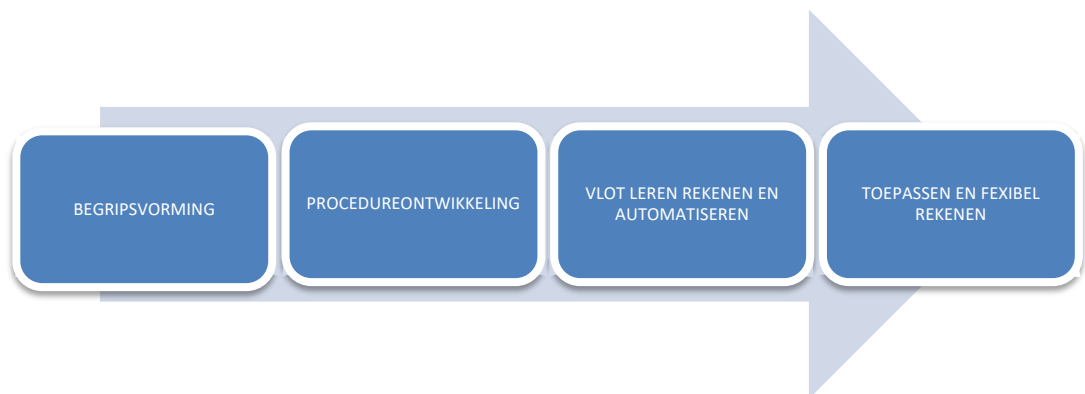 BEGRIPSVORMING
PROCEDUREONTWIKKELING
VLOT LEREN REKENEN EN
AUTOMATISEREN
TOEPASSEN EN FEXIBEL
REKENEN